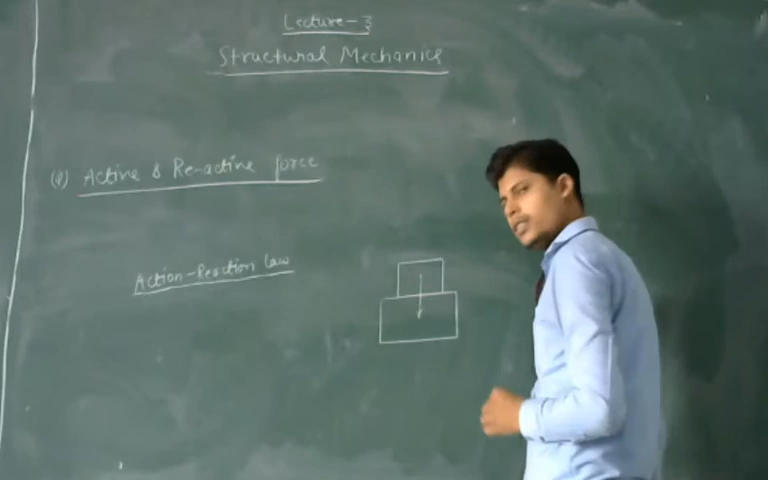 Lecture-3
Structural Mechanics
Active & Re-active force
Action-Reaction law